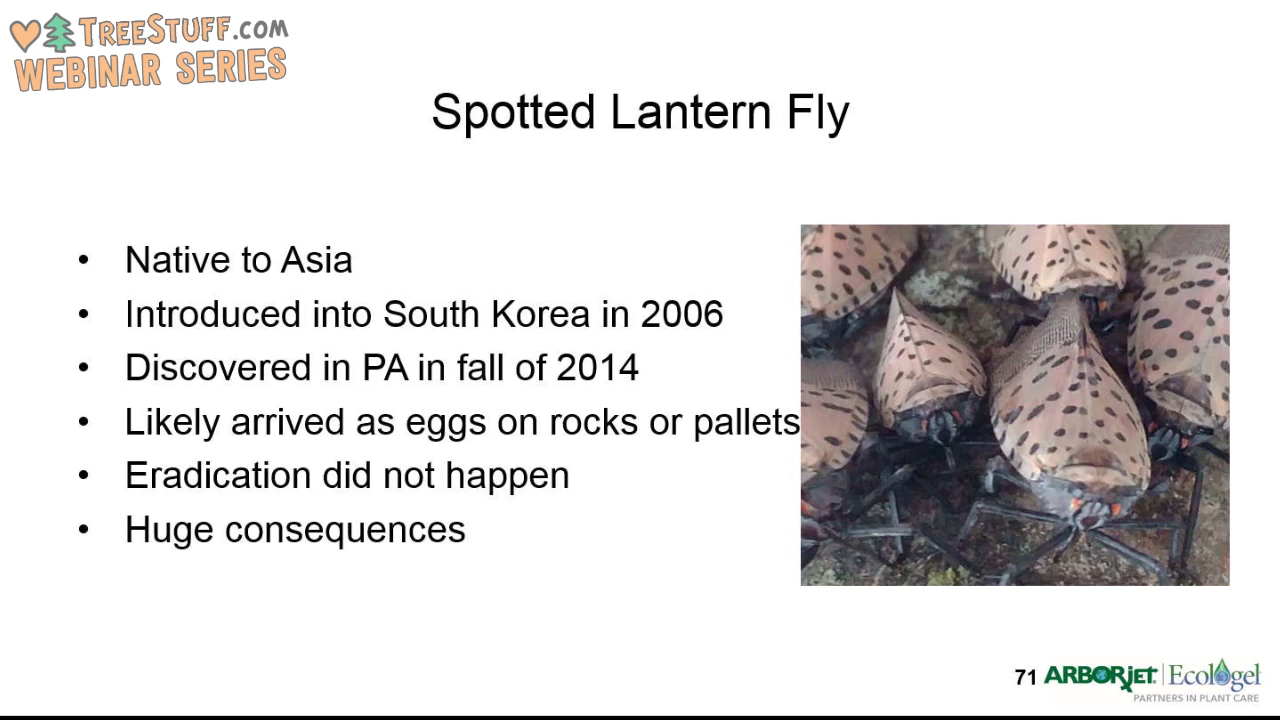 TREESTUFF.COM
WEBINAR SERIES
Spotted Lantern Fly
• Native to Asia
• Introduced into South Korea in 2006
• Discovered in PA in fall of 2014
• Likely arrived as eggs on rocks or pallets
• Eradication did not happen
• Huge consequences
71 ARBORjET Ecologel
PARTNERS IN PLANT CARE